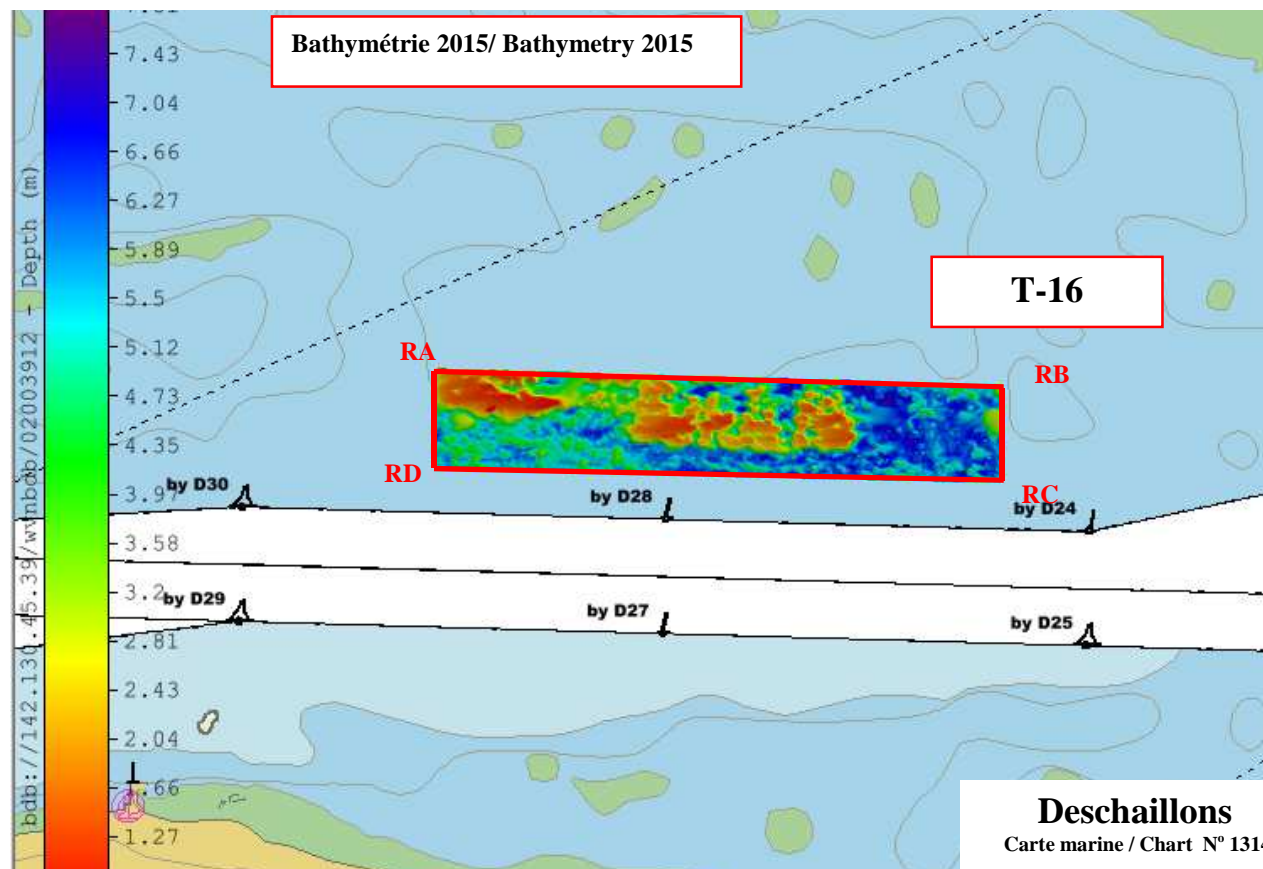 Bathymétrie 2015/ Bathymetry 2015
7.43
7.04
6.66
6.27
5.89
5.5
5.12
4.73
4.35
3.97
3.58
3.2
2.81
2.43
2.04
1.27
- Depth (m)
T-16
RA
RB
RD
RC
by D30
by D28
by D24
by D29
by D27
by D25
Deschaillons
Carte marine / Chart Nº 1314